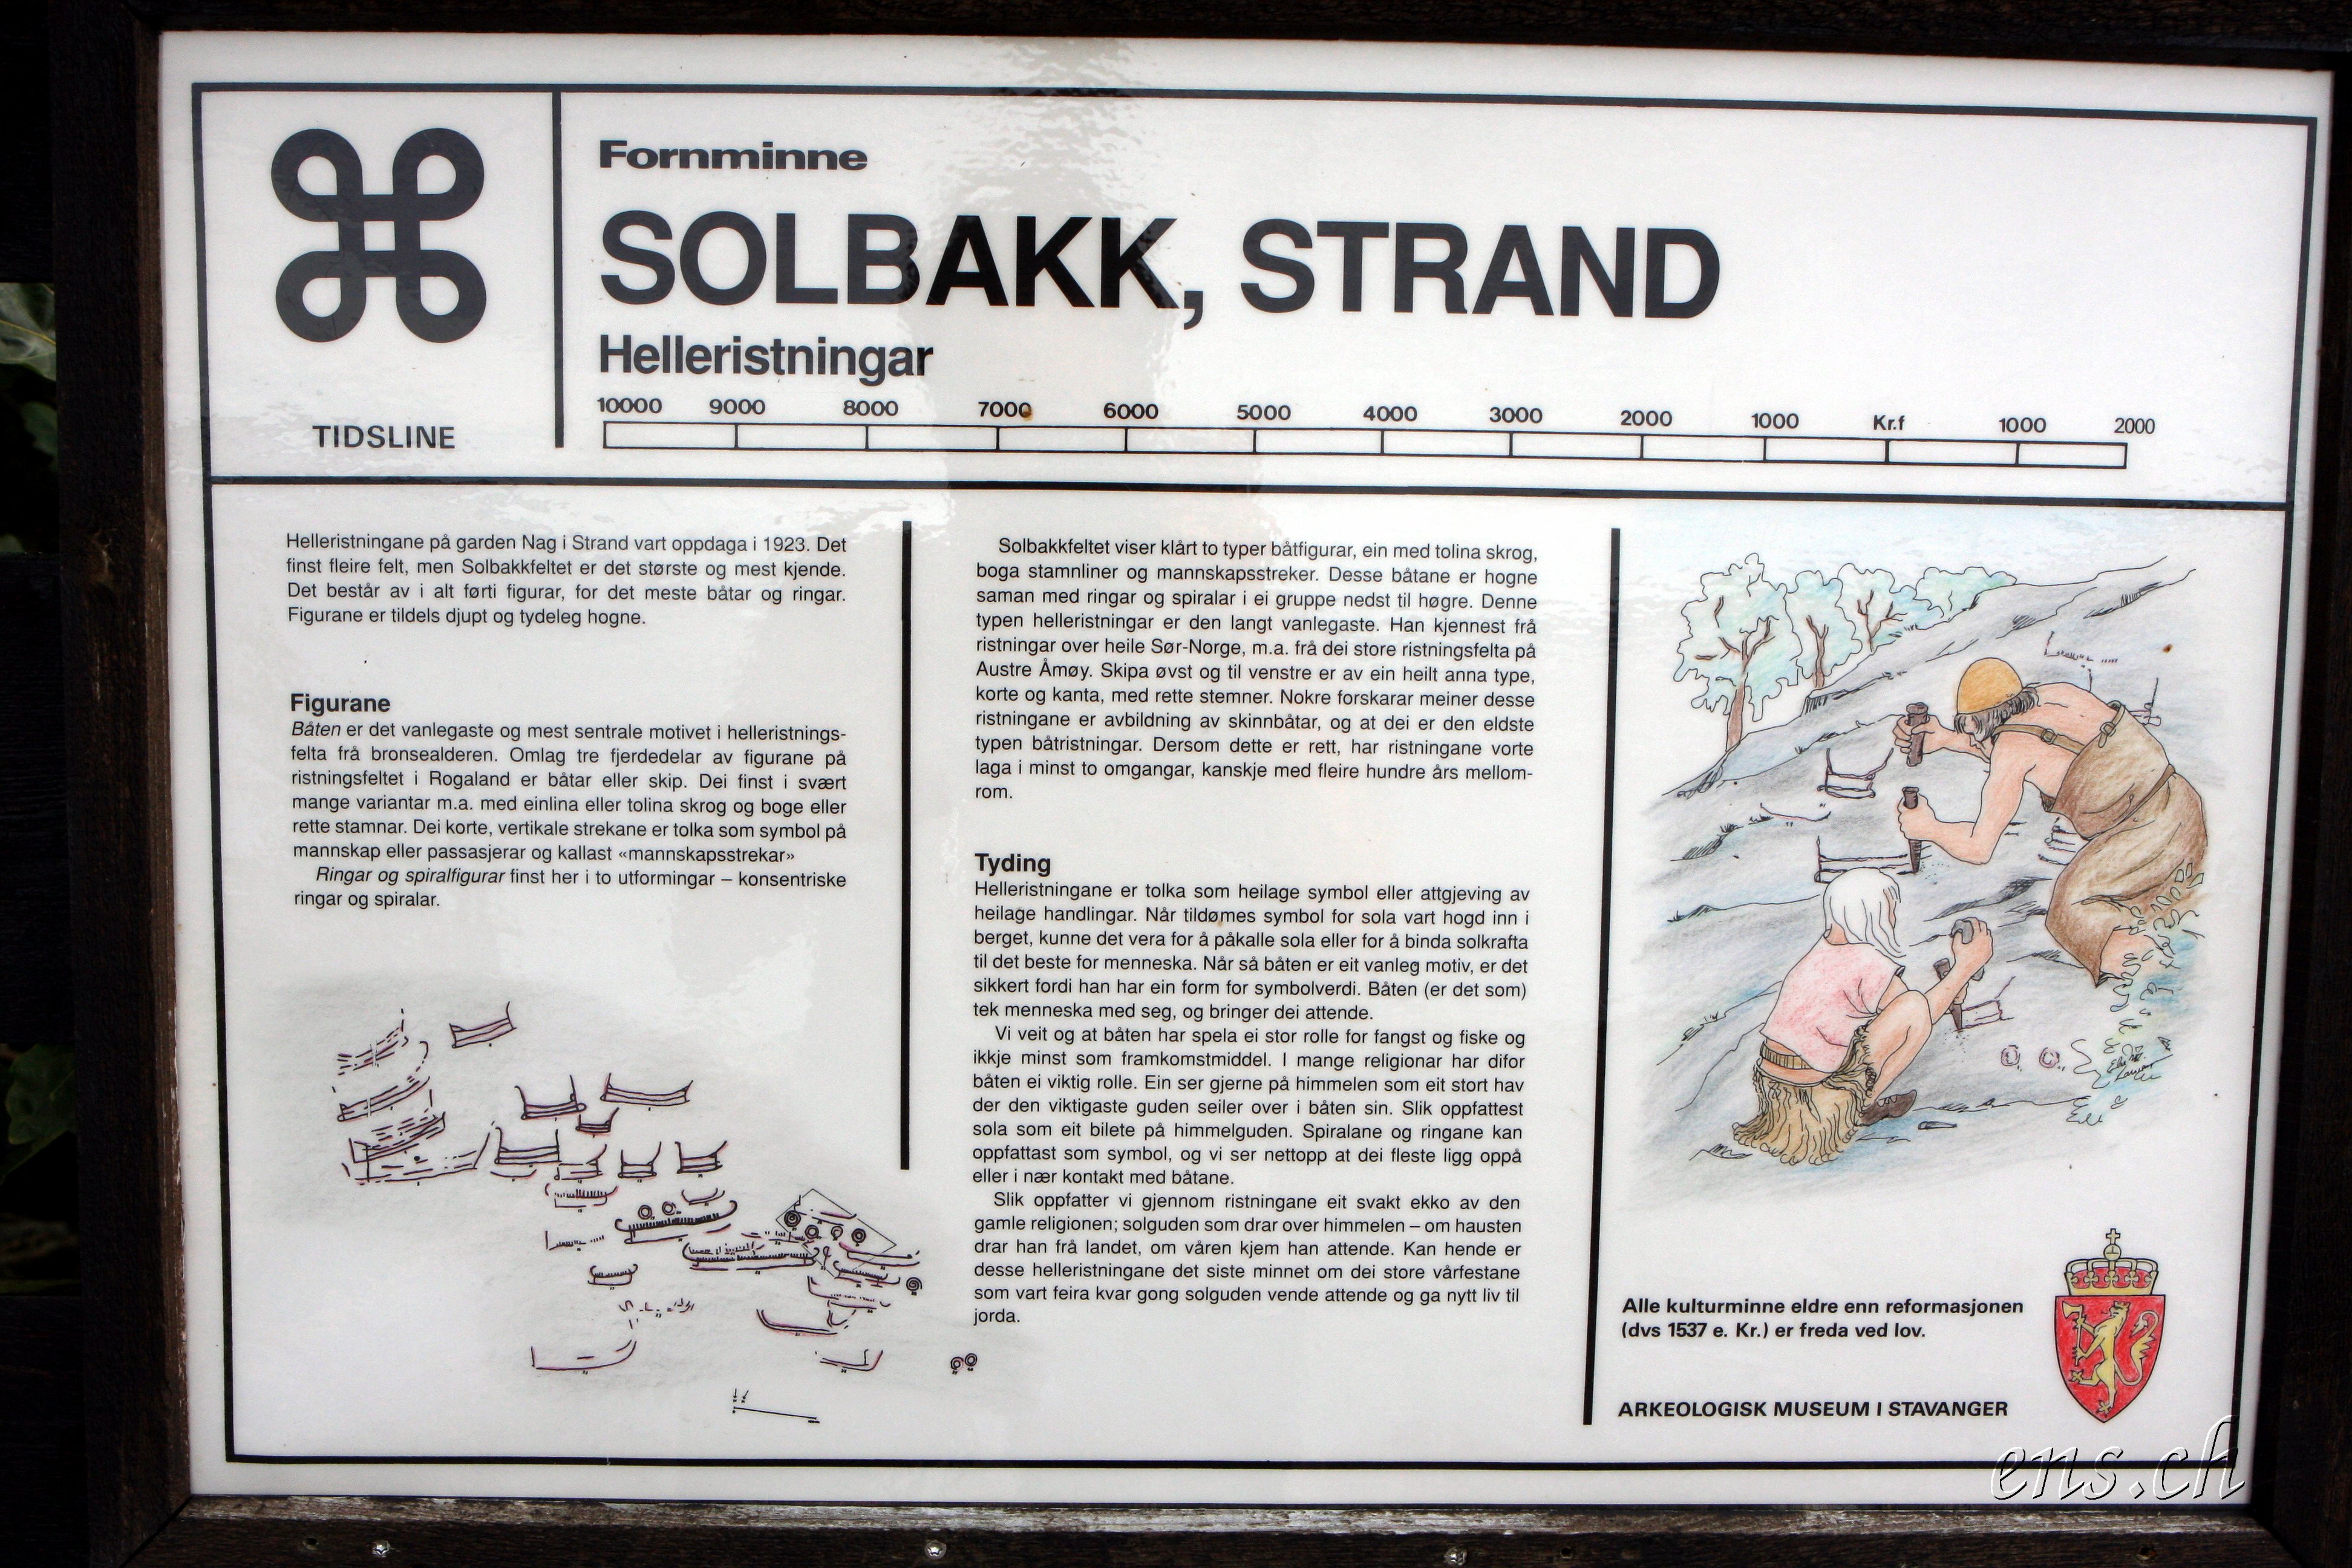 Fornminne
SOLBAKK, STRAND
Helleristningar
TIDSLINE
10000 9000 8000 7000 6000 5000 4000 3000 2000 1000 Kr.f 1000 2000
Helleristningane på garden Nag i Strand vart oppdaga i 1923. Det
finst fleire felt, men Solbakkfeltet er det største og mest kjende.
Det består av i alt førti figurar, for det meste båtar og ringar.
Figurane er tildels djupt og tydeleg hogne.
Figurane
Båten er det vanlegaste og mest sentrale motivet i helleristnings-
felta frå bronsealderen. Omlag tre fjerdedelar av figurane på
ristningsfeltet i Rogaland er båtar eller skip. Dei finst i svært
mange variantar m.a. med einlina eller tolina skrog og boge eller
rette stamnar. Dei korte, vertikale strekane er tolka som symbol på
mannskap eller passasjerar og kallast «mannskapsstrekar»
Ringar og spiralfigurar finst her i to utformingar – konsentriske
ringar og spiralar.
Solbakkfeltet viser klårt to typer båtfigurar, ein med tolina skrog,
boga stamnliner og mannskapsstreker. Desse båtane er hogne
saman med ringar og spiralar i ei gruppe nedst til høgre. Denne
typen helleristningar er den langt vanlegaste. Han kjennest frå
ristningar over heile Sør-Norge, m.a. frå dei store ristningsfelta på
Austre Åmøy. Skipa øvst og til venstre er av ein heilt anna type,
korte og kanta, med rette stemner. Nokre forskarar meiner desse
ristningane er avbildning av skinnbåtar, og at dei er den eldste
typen båtristningar. Dersom dette er rett, har ristningane vorte
laga i minst to omgangar, kanskje med fleire hundre års mellom-
rom.
Tyding
Helleristningane er tolka som heilage symbol eller attgjeving av
heilage handlingar. Når tildømes symbol for sola vart hogd inn i
berget, kunne det vera for å påkalle sola eller for å binda solkrafta
til det beste for menneska. Når så båten er eit vanleg motiv, er det
sikkert fordi han har ein form for symbolverdi. Båten (er det som)
tek menneska med seg, og bringer dei attende.
Vi veit og at båten har spela ei stor rolle for fangst og fiske og
ikkje minst som framkomstmiddel. I mange religionar har difor
båten ei viktig rolle. Ein ser gjerne på himmelen som eit stort hav
der den viktigaste guden seiler over i båten sin. Slik oppfattest
sola som eit bilete på himmelguden. Spiralane og ringane kan
oppfattast som symbol, og vi ser nettopp at dei fleste ligg oppå
eller i nær kontakt med båtane.
Slik oppfatter vi gjennom ristningane eit svakt ekko av den
gamle religionen; solguden som drar over himmelen – om hausten
drar han frå landet, om våren kjem han attende. Kan hende er
desse helleristningane det siste minnet om dei store vårfestane
som vart feira kvar gong solguden vende attende og ga nytt liv til
jorda.
Alle kulturminne eldre enn reformasjonen
(dvs 1537 e. Kr.) er freda ved lov.
ARKEOLOGISK MUSEUM I STAVANGER
ens.ch